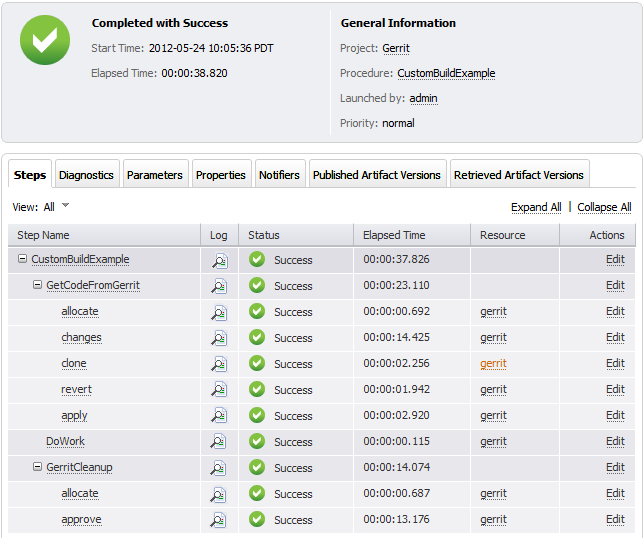 Completed with Success
Start Time: 2012-05-24 10:05:36 PDT
Elapsed Time: 00:00:38.820
General Information
Project: Gerrit
Procedure: CustomBuildExample
Launched by: admin
Priority: normal
Steps Diagnostics Parameters Properties Notifiers Published Artifact Versions Retrieved Artifact Versions
View: All Expand All | Collapse All
Step Name Log Status Elapsed Time Resource Actions
CustomBuildExample Success 00:00:37.826 Edit
GetCodeFromGerrit Success 00:00:23.110 Edit
allocate Success 00:00:00.692 gerrit Edit
changes Success 00:00:14.425 gerrit Edit
clone Success 00:00:02.256 gerrit Edit
revert Success 00:00:01.942 gerrit Edit
apply Success 00:00:02.920 gerrit Edit
DoWork Success 00:00:00.115 gerrit Edit
GerritCleanup Success 00:00:14.074 Edit
allocate Success 00:00:00.687 gerrit Edit
approve Success 00:00:13.176 gerrit Edit